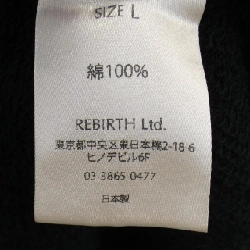 SIZE L
綿100%
REBIRTH Ltd.
東京都中央区東日本橋2-18-6
ヒノデビル6F
03-3865-0477
日本製